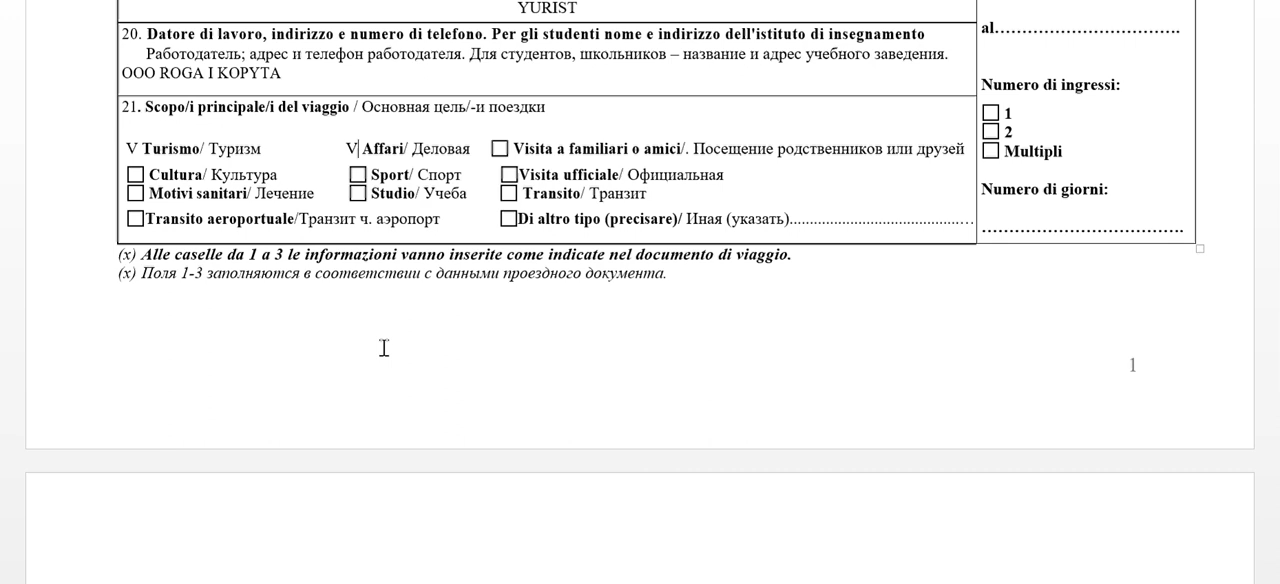 YURIST
20. Datore di lavoro, indirizzo e numero di telefono. Per gli studenti nome e indirizzo dell'istituto di insegnamento
Работодатель; адрес и телефон работодателя. Для студентов, школьников – название и адрес учебного заведения.
OOO ROGA I KOPYTA
21. Scopo/i principale/i del viaggio / Основная цель/-и поездки
V Turismo/ Туризм V Affari/ Деловая Visita a familiari o amici/. Посещение родственников или друзей
Cultura/ Культура Sport/ Спорт Visita ufficiale/ Официальная
Motivi sanitari/ Лечение Studio/ Учеба Transito/ Транзит
Transito aeroportuale/Транзит ч. аэропорт Di altro tipo (precisare)/ Иная (указать)............................................
al…………………………….
Numero di ingressi:
1
2
Multipli
Numero di giorni:
……………………………….
(x) Alle caselle da 1 a 3 le informazioni vanno inserite come indicate nel documento di viaggio.
(x) Поля 1-3 заполняются в соответствии с данными проездного документа.
1